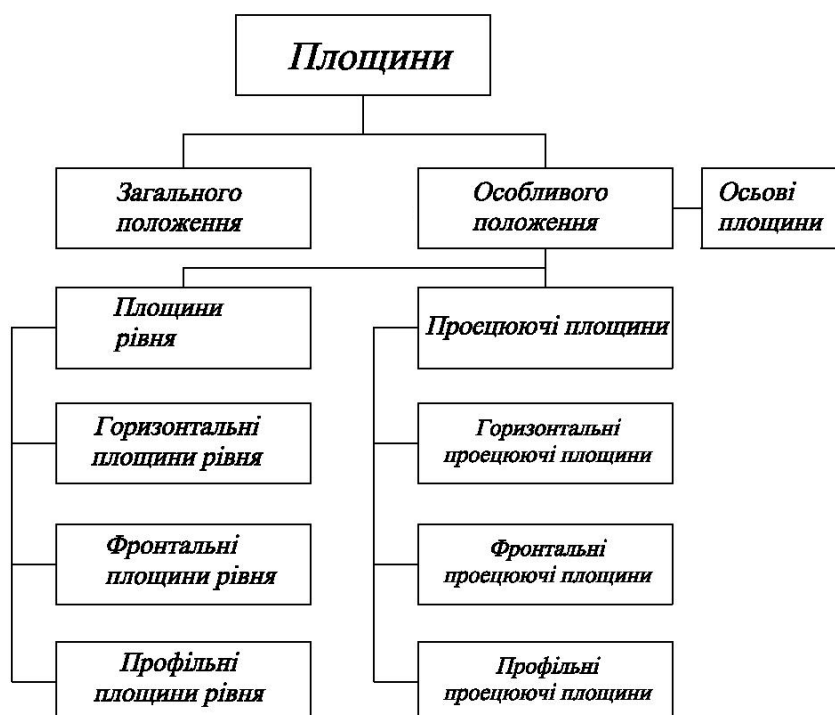 Площини
Загального
положення
Особливого
положення
Осьові
площини
Площини
рівня
Проецюючі площини
Горизонтальні
площини рівня
Горизонтальні
проецюючі площини
Фронтальні
площини рівня
Фронтальні
проецюючі площини
Профільні
площини рівня
Профільні
проецюючі площини